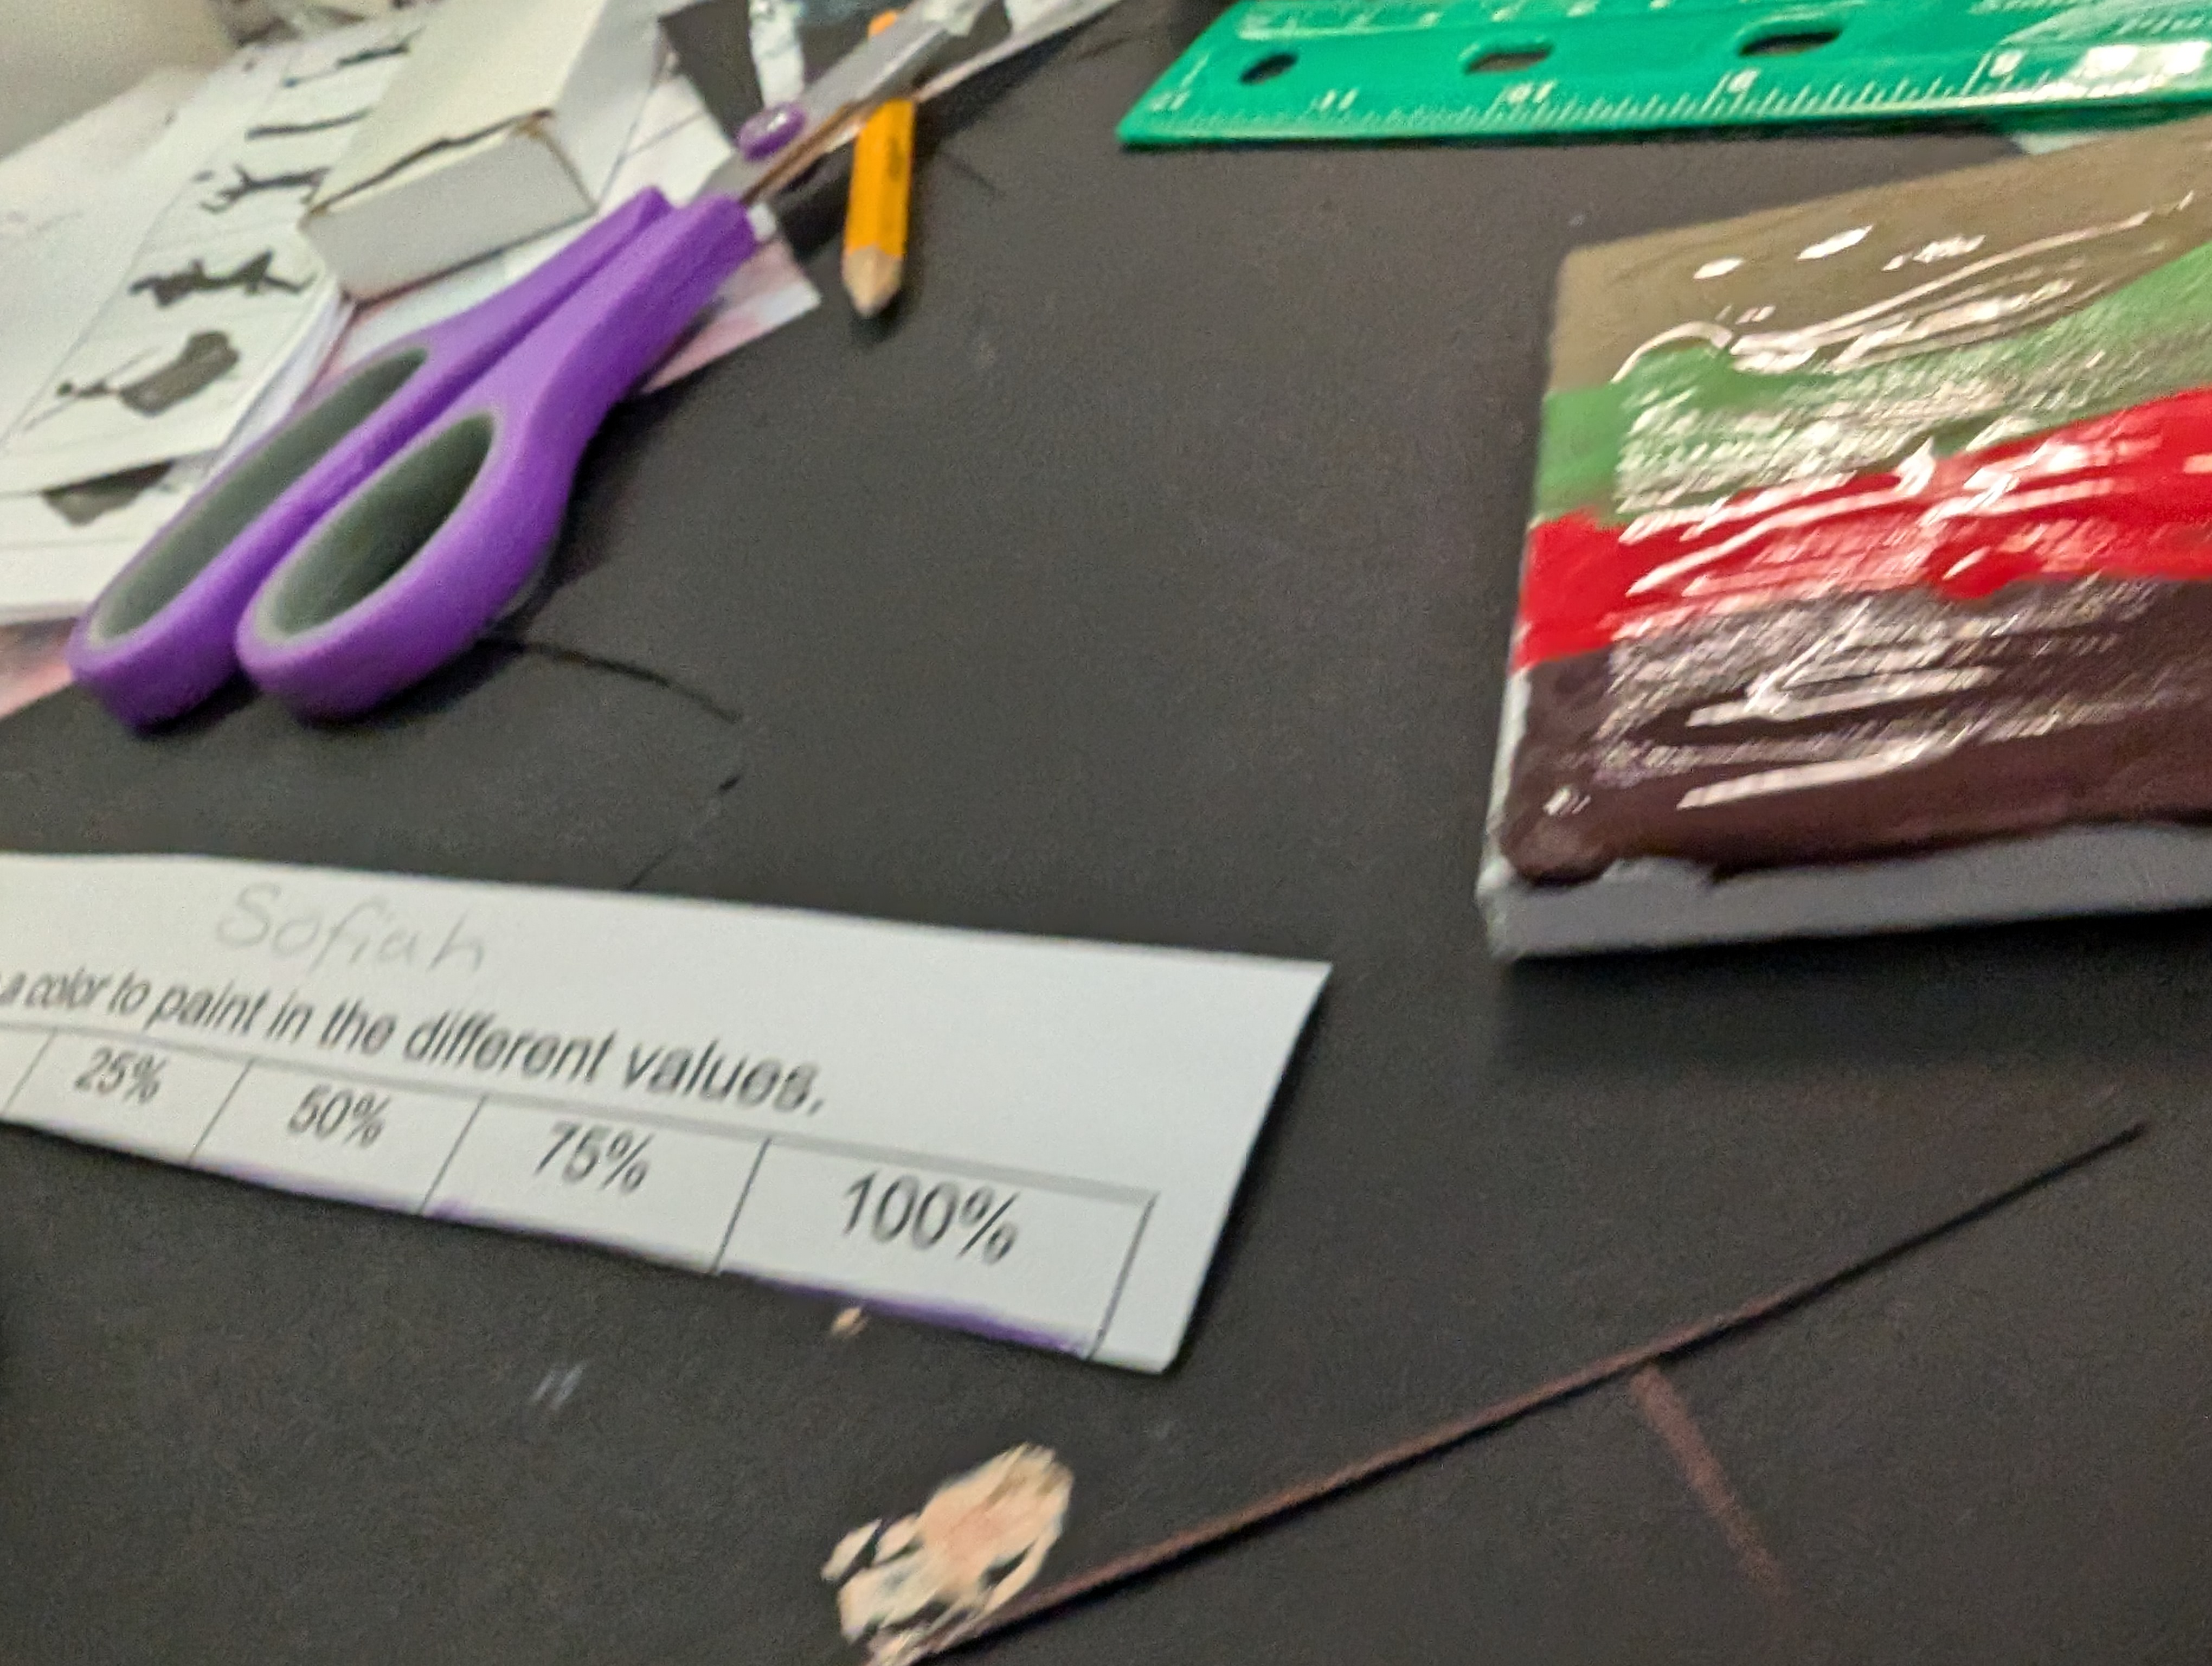 Sofiah
a color to paint in the different values.
25% 50% 75% 100%